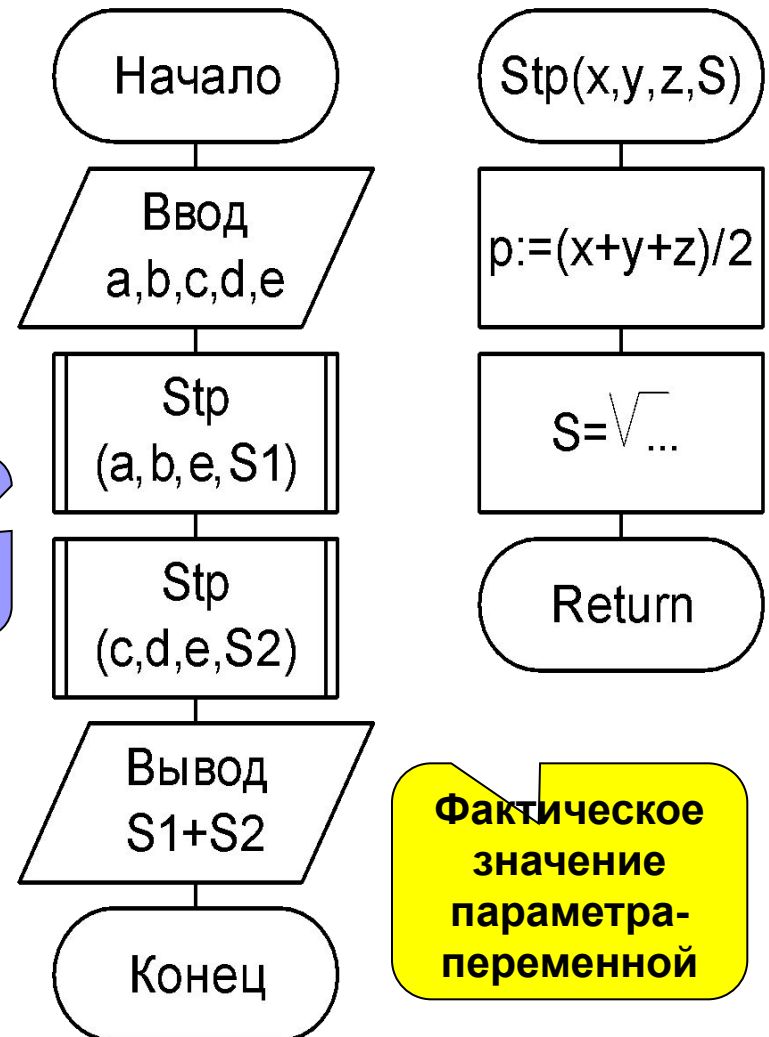 Начало
Ввод
a,b,c,d,e
Stp
(a,b,e,S1)
Stp
(c,d,e,S2)
Вывод
S1+S2
Конец
Stp(x,y,z,S)
p:=(x+y+z)/2
S=√...
Return
Фактическое
значение
параметра-
переменной